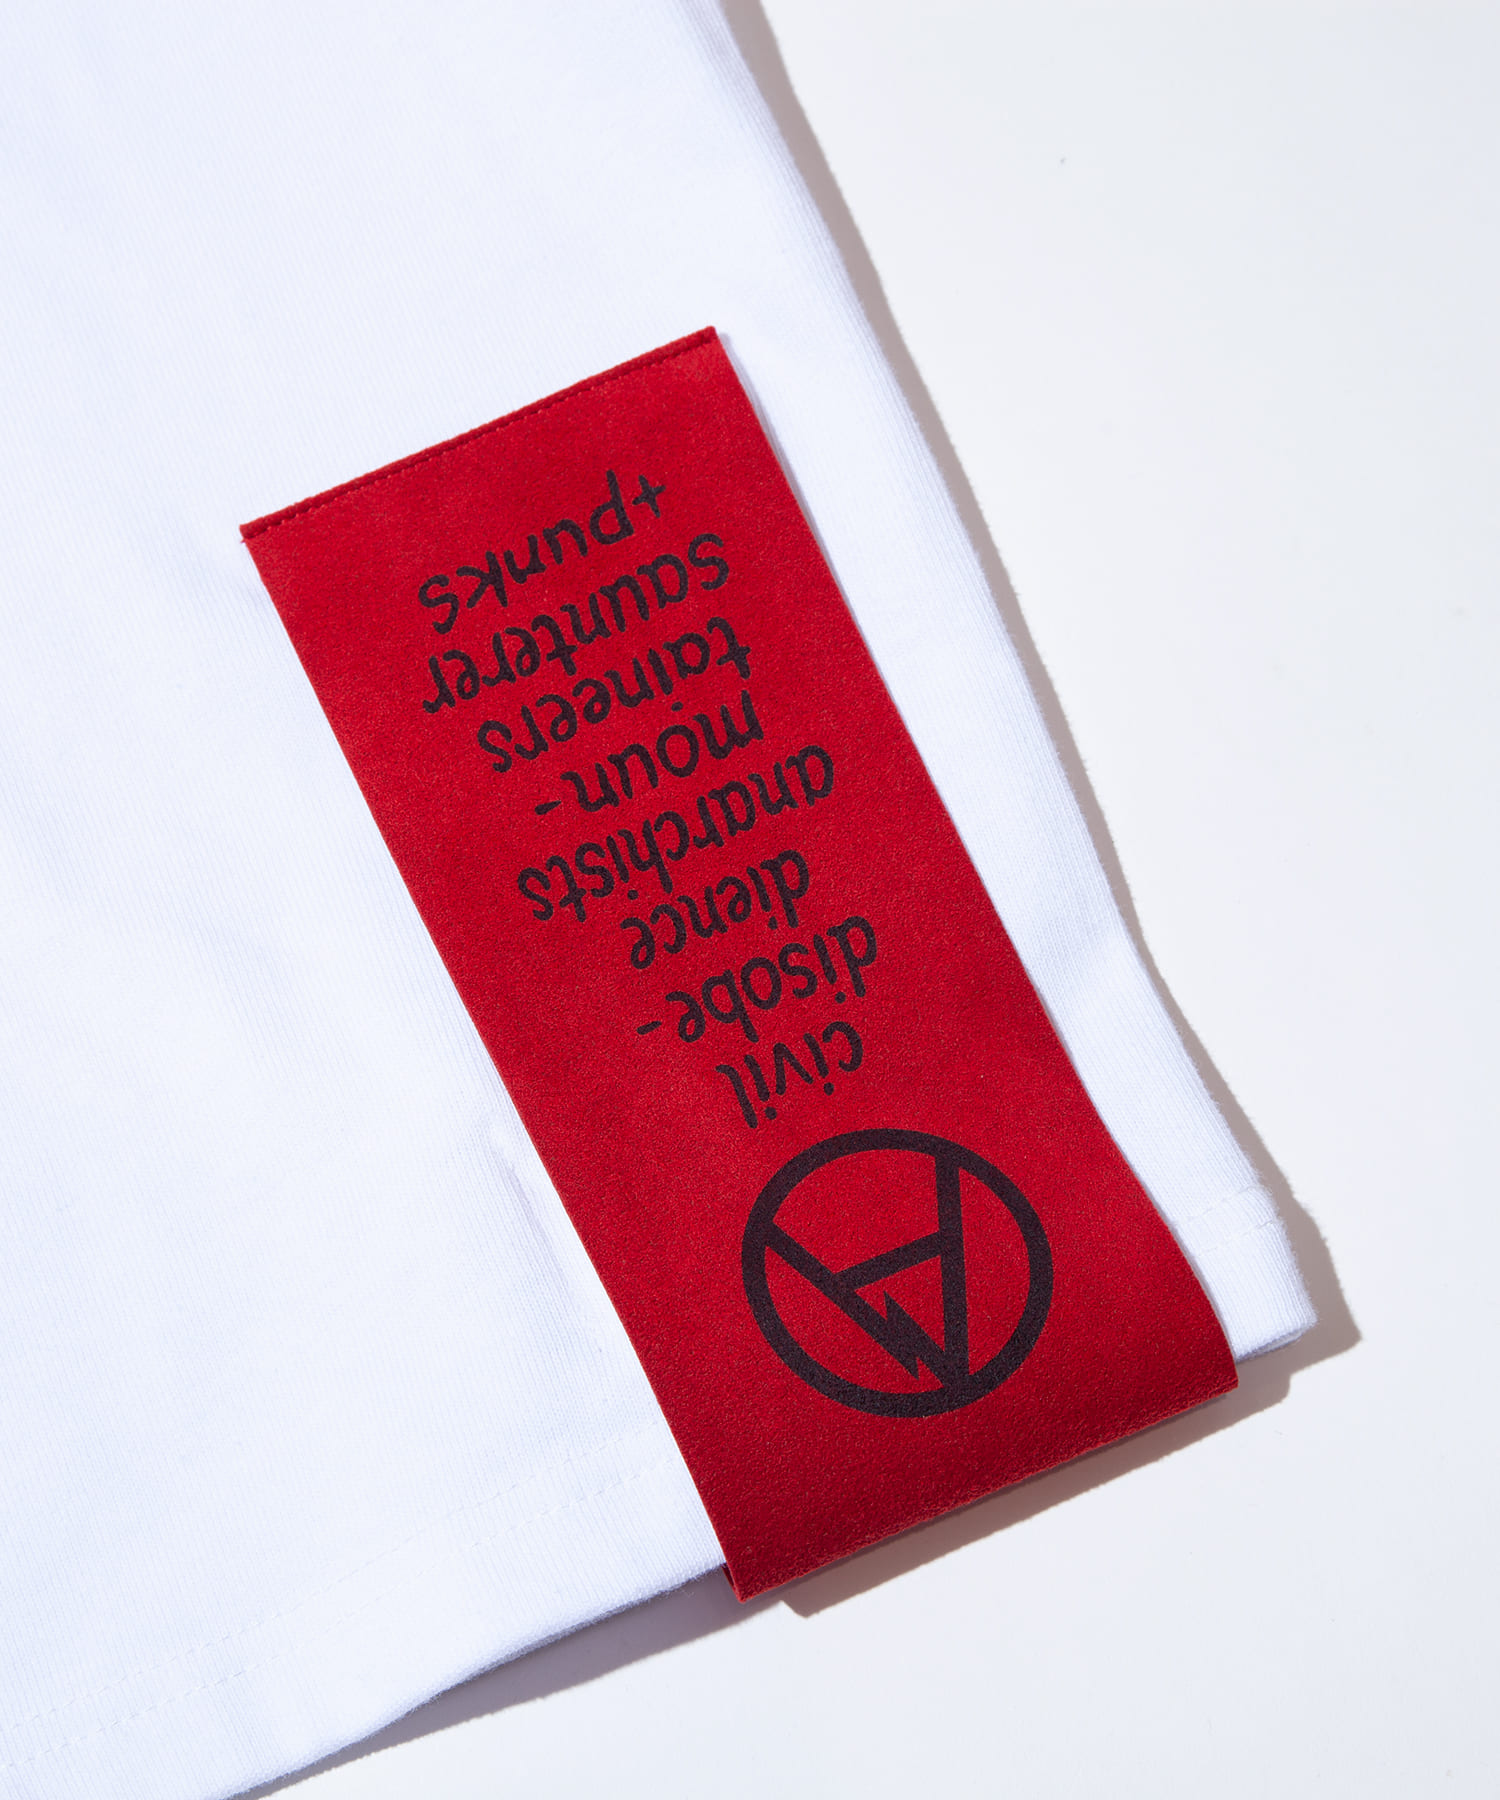 civil
disobe-
dience
anarchists
moun-
taineers
saunterer
+punks